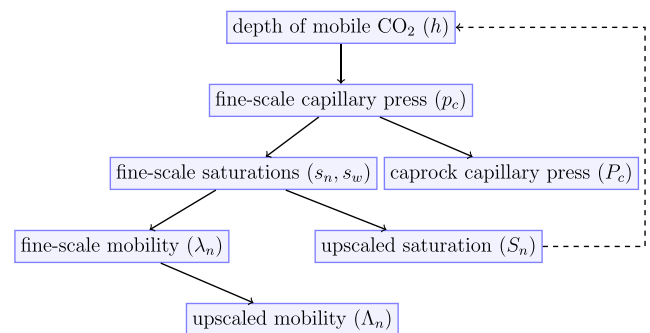 depth of mobile CO₂ (h)
fine-scale capillary press (p_c)
fine-scale saturations (s_n, s_w)
caprock capillary press (P_c)
fine-scale mobility (λ_n)
upscaled saturation (S_n)
upscaled mobility (Λ_n)